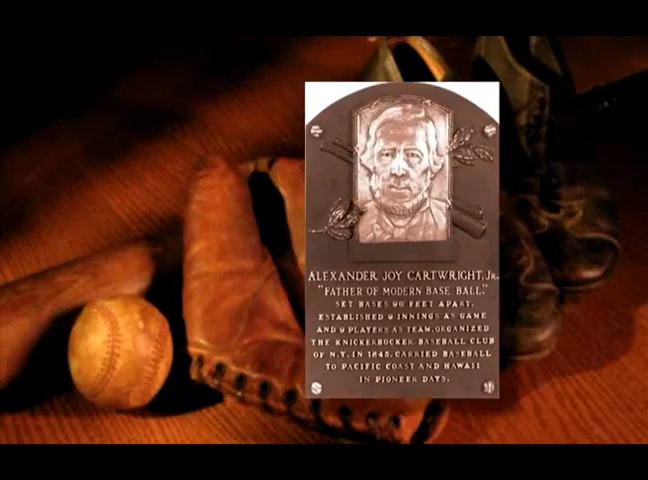 ALEXANDER JOY CARTWRIGHT, JR.
"FATHER OF MODERN BASE BALL."
SET BASES 90 FEET APART.
ESTABLISHED 9 INNINGS AS GAME
AND 9 PLAYERS AS TEAM. ORGANIZED
THE KNICKERBOCKER BASEBALL CLUB
OF N.Y. IN 1845. CARRIED BASEBALL
TO PACIFIC COAST AND HAWAII
IN PIONEER DAYS.